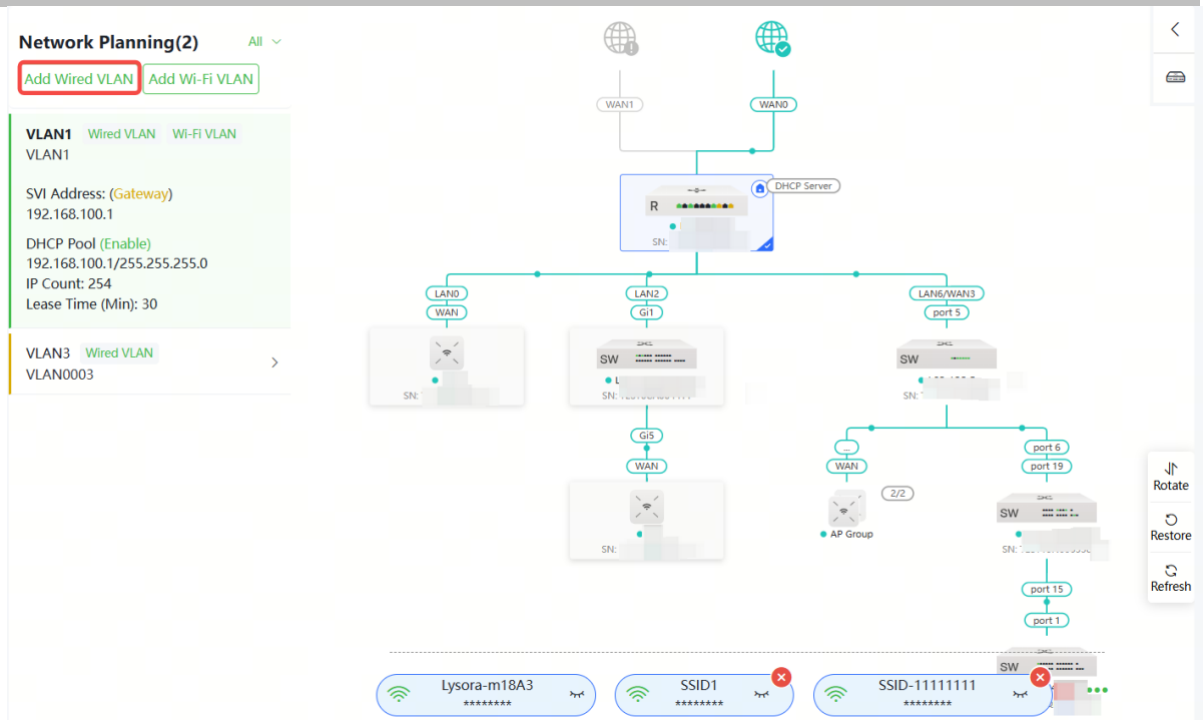 Network Planning(2) All
Add Wired VLAN Add Wi-Fi VLAN
VLAN1 Wired VLAN Wi-Fi VLAN
VLAN1
SVI Address: (Gateway)
192.168.100.1
DHCP Pool (Enable)
192.168.100.1/255.255.255.0
IP Count: 254
Lease Time (Min): 30
VLAN3 Wired VLAN
VLAN0003
WAN1
WAN0
DHCP Server
R
SN:
LAN0
WAN
SN:
LAN2
Gi1
SW
SN:
Gi5
WAN
SN:
LAN6/WAN3
port 5
SW
SN:
...
WAN
2/2
AP Group
port 6
port 19
SW
SN:
port 15
port 1
SW
Rotate
Restore
Refresh
Lysora-m18A3
********
SSID1
********
SSID-11111111
********